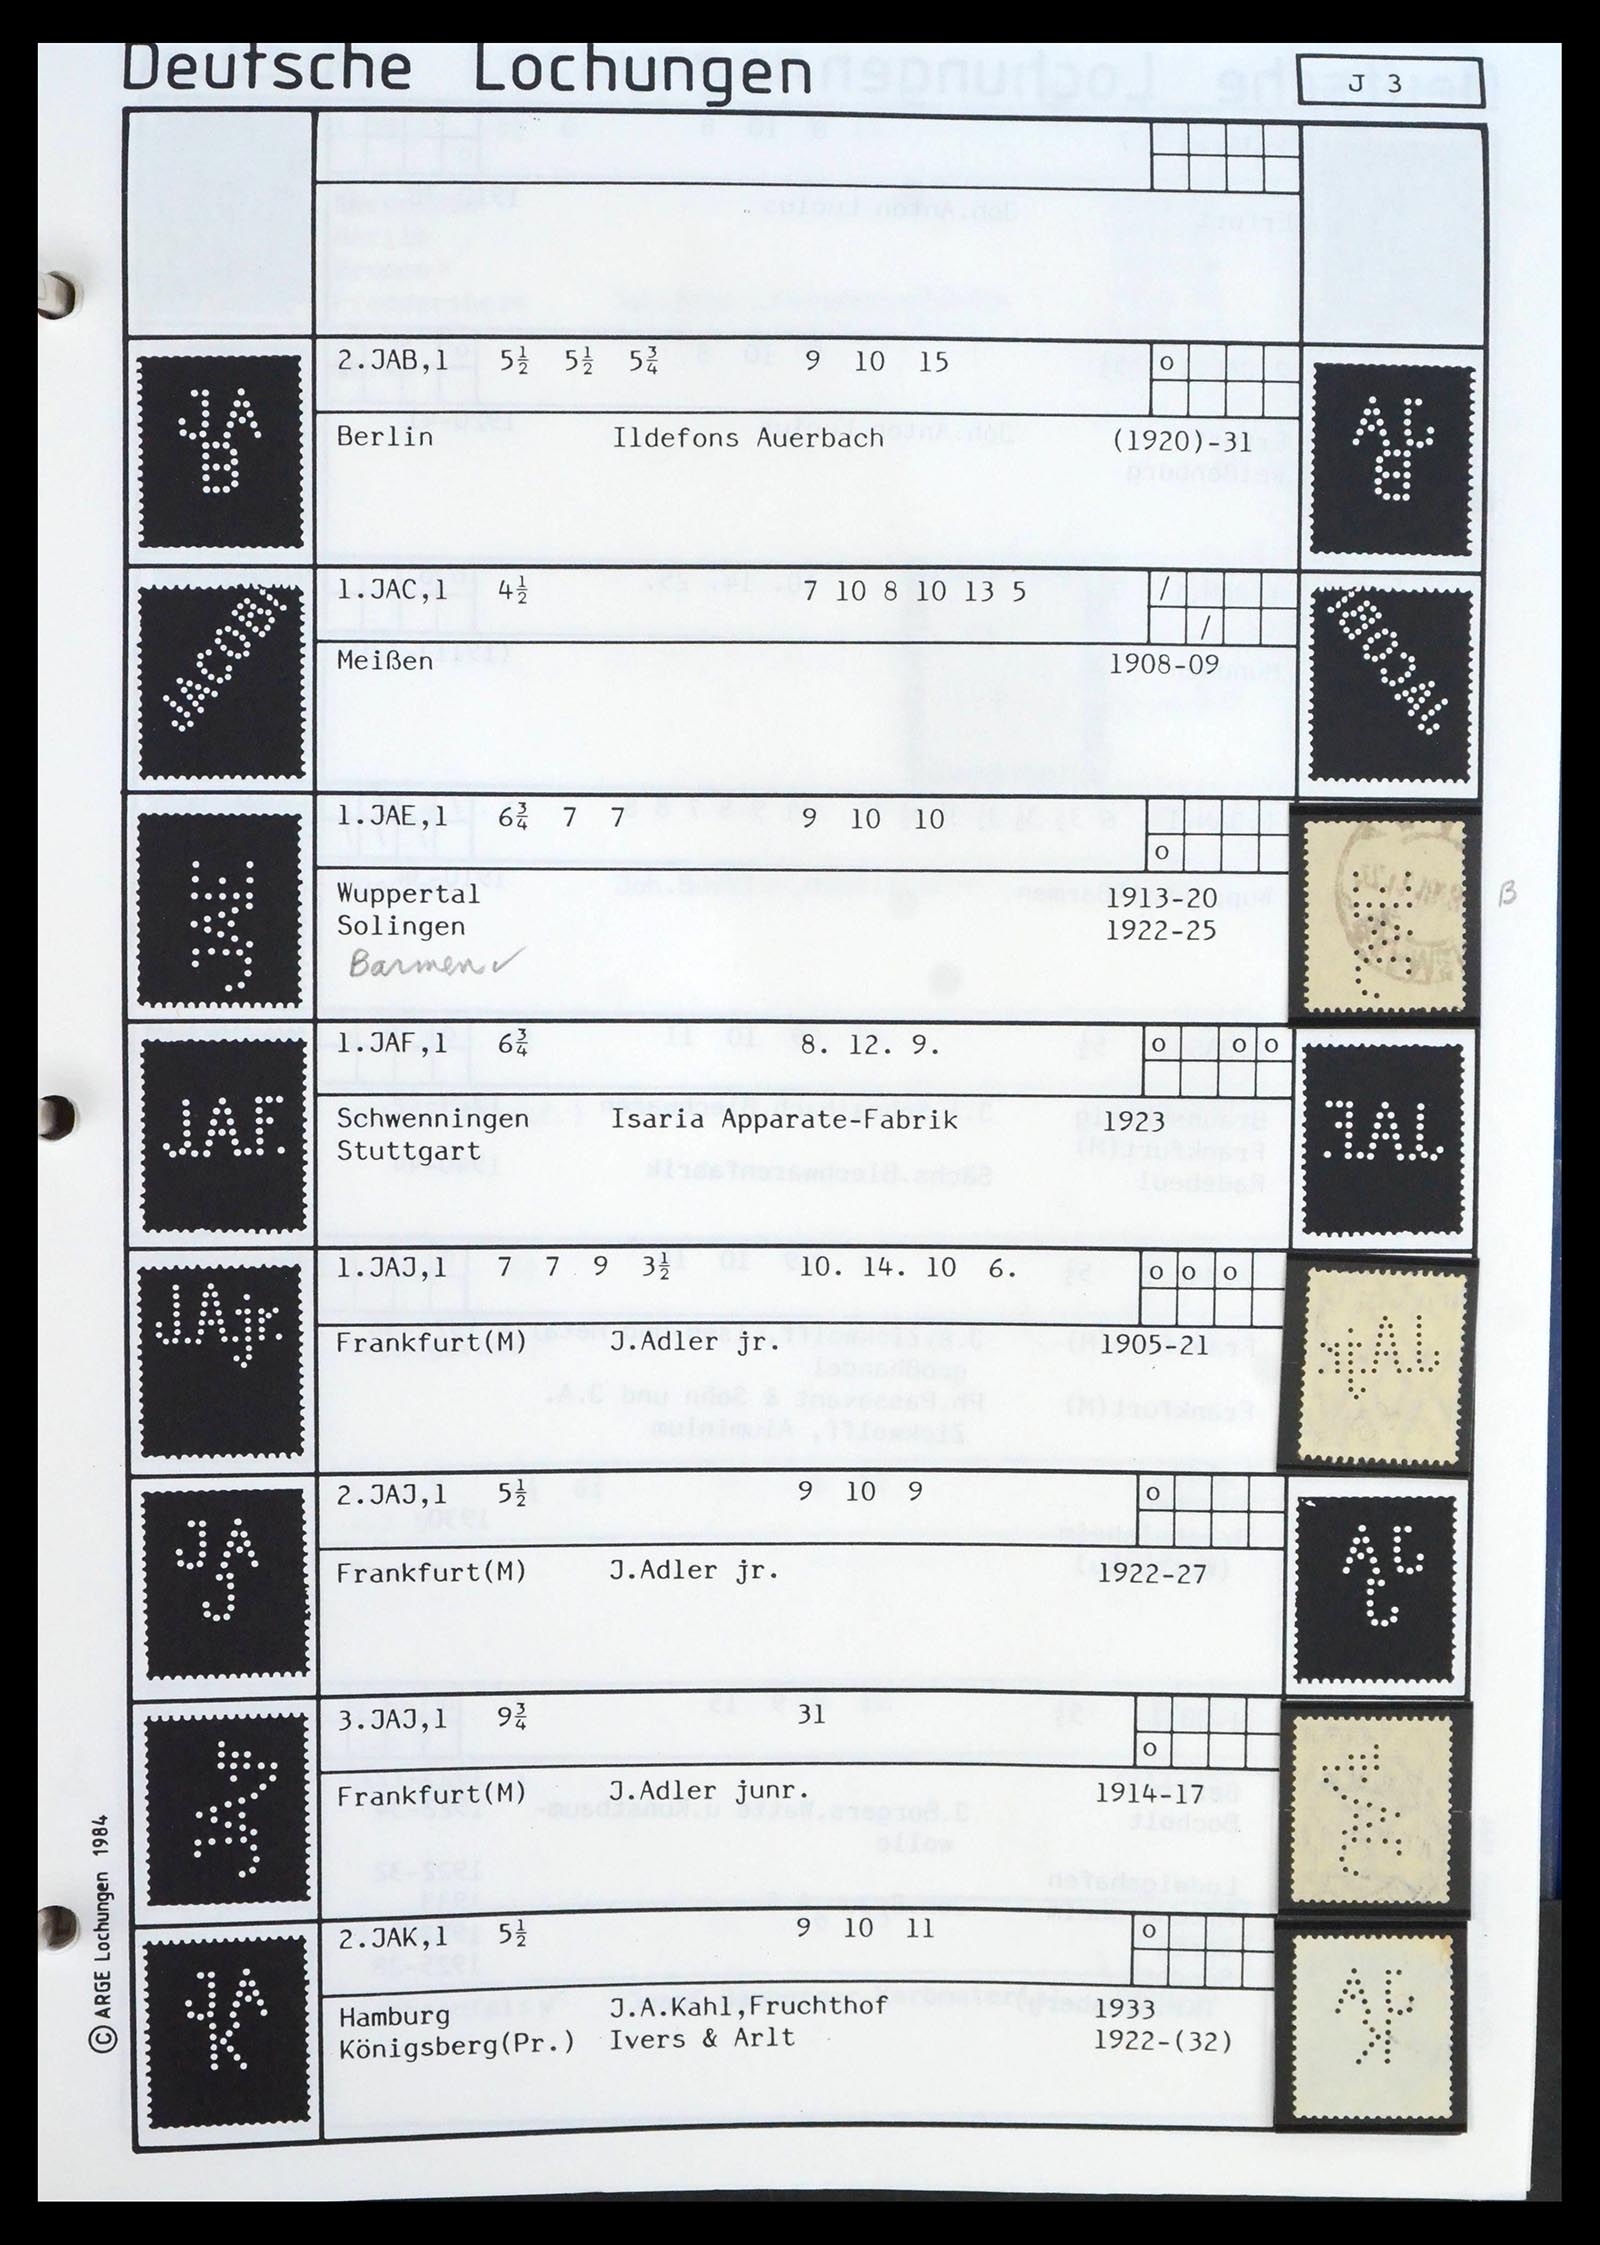 Deutsche Lochungen
J 3
2.JAB,1 5½ 5½ 5¾ 9 10 15 o
Berlin Ildefons Auerbach (1920)-31
JA
B
1.JAC,1 4½ 7 10 8 10 13 5 /
/
Meißen 1908-09
JACOBI
1.JAE,1 6¾ 7 7 9 10 10
o
Wuppertal 1913-20
Solingen 1922-25
Barmen ✓
B
JAE
1.JAF,1 6¾ 8. 12. 9. o o o
Schwenningen Isaria Apparate-Fabrik 1923
Stuttgart
J.A.F.
1.JAJ,1 7 7 9 3½ 10. 14. 10 6. o o o
Frankfurt(M) J.Adler jr. 1905-21
J.A.jr.
2.JAJ,1 5½ 9 10 9 o
Frankfurt(M) J.Adler jr. 1922-27
JA
J
3.JAJ,1 9¾ 31
o
Frankfurt(M) J.Adler junr. 1914-17
2.JAK,1 5½ 9 10 11 o
Hamburg J.A.Kahl,Fruchthof 1933
Königsberg(Pr.) Ivers & Arlt 1922-(32)
JA
K
© ARGE Lochungen 1984